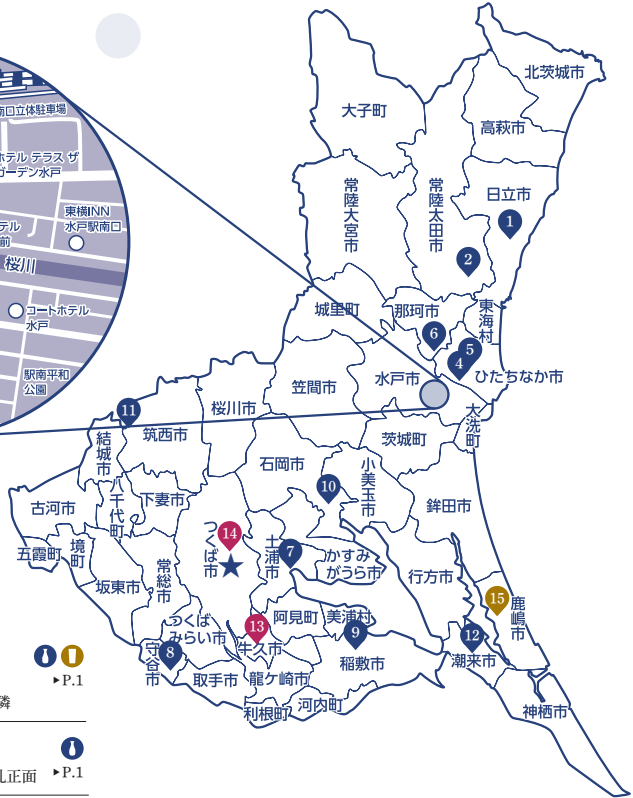 南口立体駐車場
ホテル テラス ザ
ガーデン水戸
東横INN
水戸駅南口
桜川
コートホテル
水戸
駅南平和
公園
北茨城市
大子町
高萩市
常陸大宮市
常陸太田市
日立市
1
2
城里町
那珂市
東海村
6
5
4
ひたちなか市
笠間市
水戸市
大洗町
桜川市
11
筑西市
茨城町
結城市
石岡市
小美玉市
八千代町
下妻市
10
鉾田市
古河市
14
つくば市
土浦市
7
かすみ
がうら市
五霞町
境町
坂東市
常総市
行方市
15
鹿嶋市
つくば
みらい市
13
阿見町
美浦村
9
12
守谷市
8
牛久市
稲敷市
潮来市
取手市
龍ケ崎市
利根町
河内町
神栖市
▶P.1
隣
札正面
▶P.1